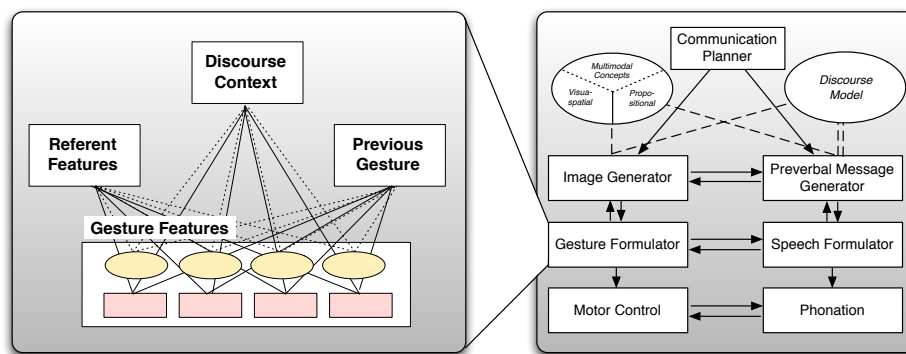 Discourse
Context
Referent
Features
Previous
Gesture
Gesture Features
Communication
Planner
Multimodal
Concepts
Visuo-
spatial
Propo-
sitional
Discourse
Model
Image Generator
Preverbal Message
Generator
Gesture Formulator
Speech Formulator
Motor Control
Phonation